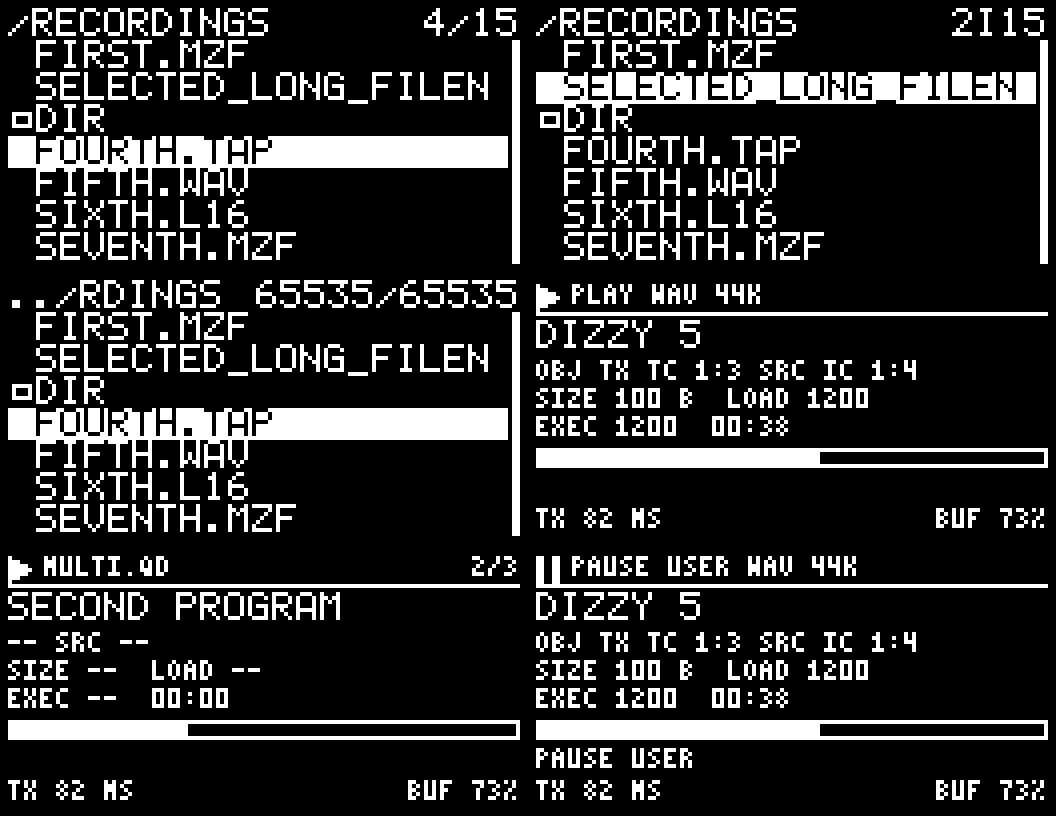 /RECORDINGS 4/15
FIRST.MZF
SELECTED_LONG_FILEN
DIR
FOURTH.TAP
FIFTH.WAV
SIXTH.L16
SEVENTH.MZF
/RECORDINGS 2I15
FIRST.MZF
SELECTED_LONG_FILEN
DIR
FOURTH.TAP
FIFTH.WAV
SIXTH.L16
SEVENTH.MZF
../RDINGS 65535/65535
FIRST.MZF
SELECTED_LONG_FILEN
DIR
FOURTH.TAP
FIFTH.WAV
SIXTH.L16
SEVENTH.MZF
PLAY WAV 44K
DIZZY 5
OBJ TX TC 1:3 SRC IC 1:4
SIZE 100 B LOAD 1200
EXEC 1200 00:38
TX 82 MS BUF 73%
MULTI.QD 2/3
SECOND PROGRAM
-- SRC --
SIZE -- LOAD --
EXEC -- 00:00
TX 82 MS BUF 73%
PAUSE USER WAV 44K
DIZZY 5
OBJ TX TC 1:3 SRC IC 1:4
SIZE 100 B LOAD 1200
EXEC 1200 00:38
PAUSE USER
TX 82 MS BUF 73%